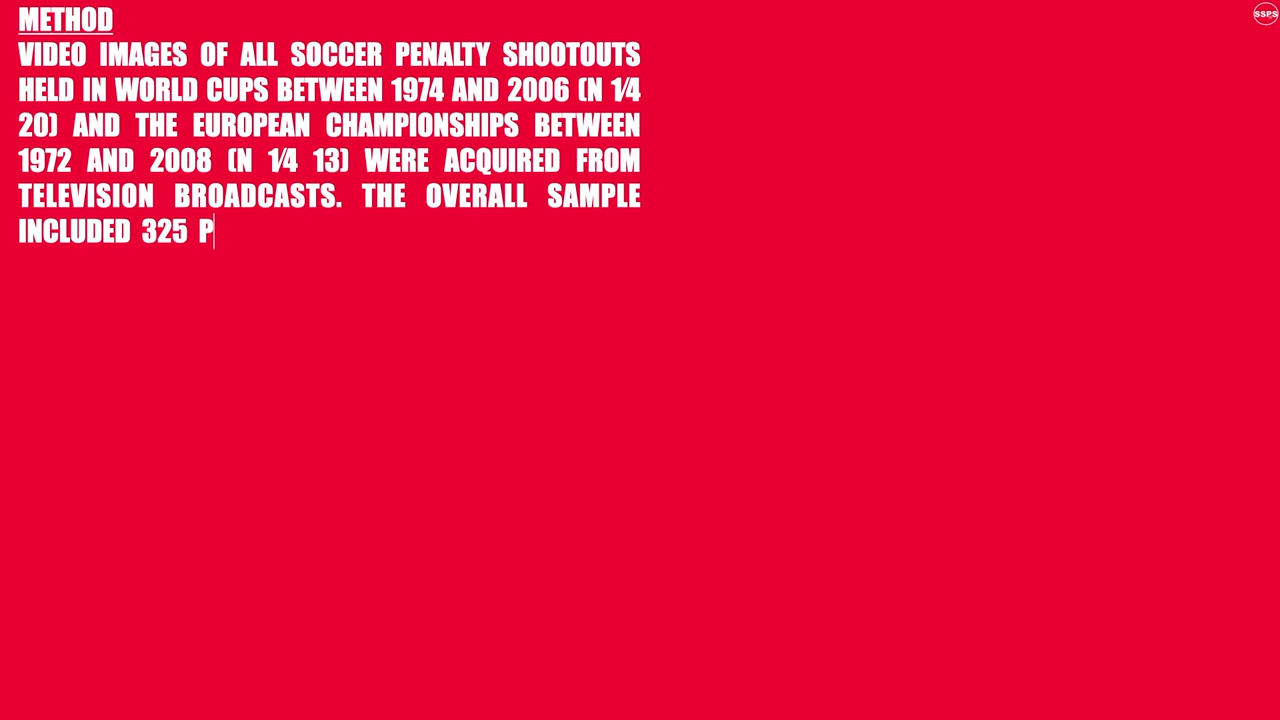 METHOD
VIDEO IMAGES OF ALL SOCCER PENALTY SHOOTOUTS
HELD IN WORLD CUPS BETWEEN 1974 AND 2006 (N 1⁄4
20) AND THE EUROPEAN CHAMPIONSHIPS BETWEEN
1972 AND 2008 (N 1⁄4 13) WERE ACQUIRED FROM
TELEVISION BROADCASTS. THE OVERALL SAMPLE
INCLUDED 325 P
SSPS